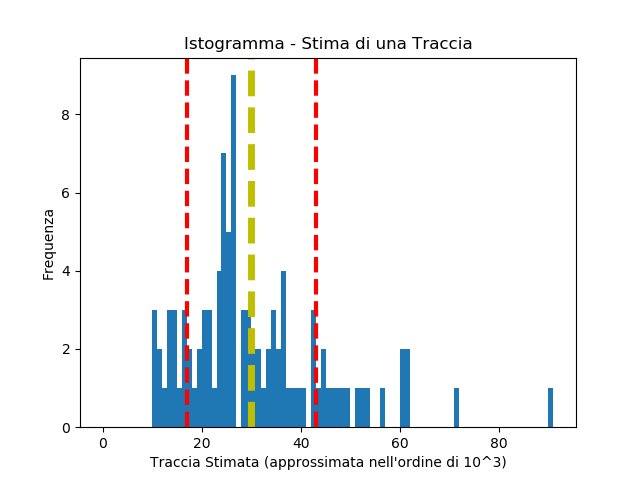 Istogramma - Stima di una Traccia
8
6
4
2
0
Frequenza
0 20 40 60 80
Traccia Stimata (approssimata nell'ordine di 10^3)